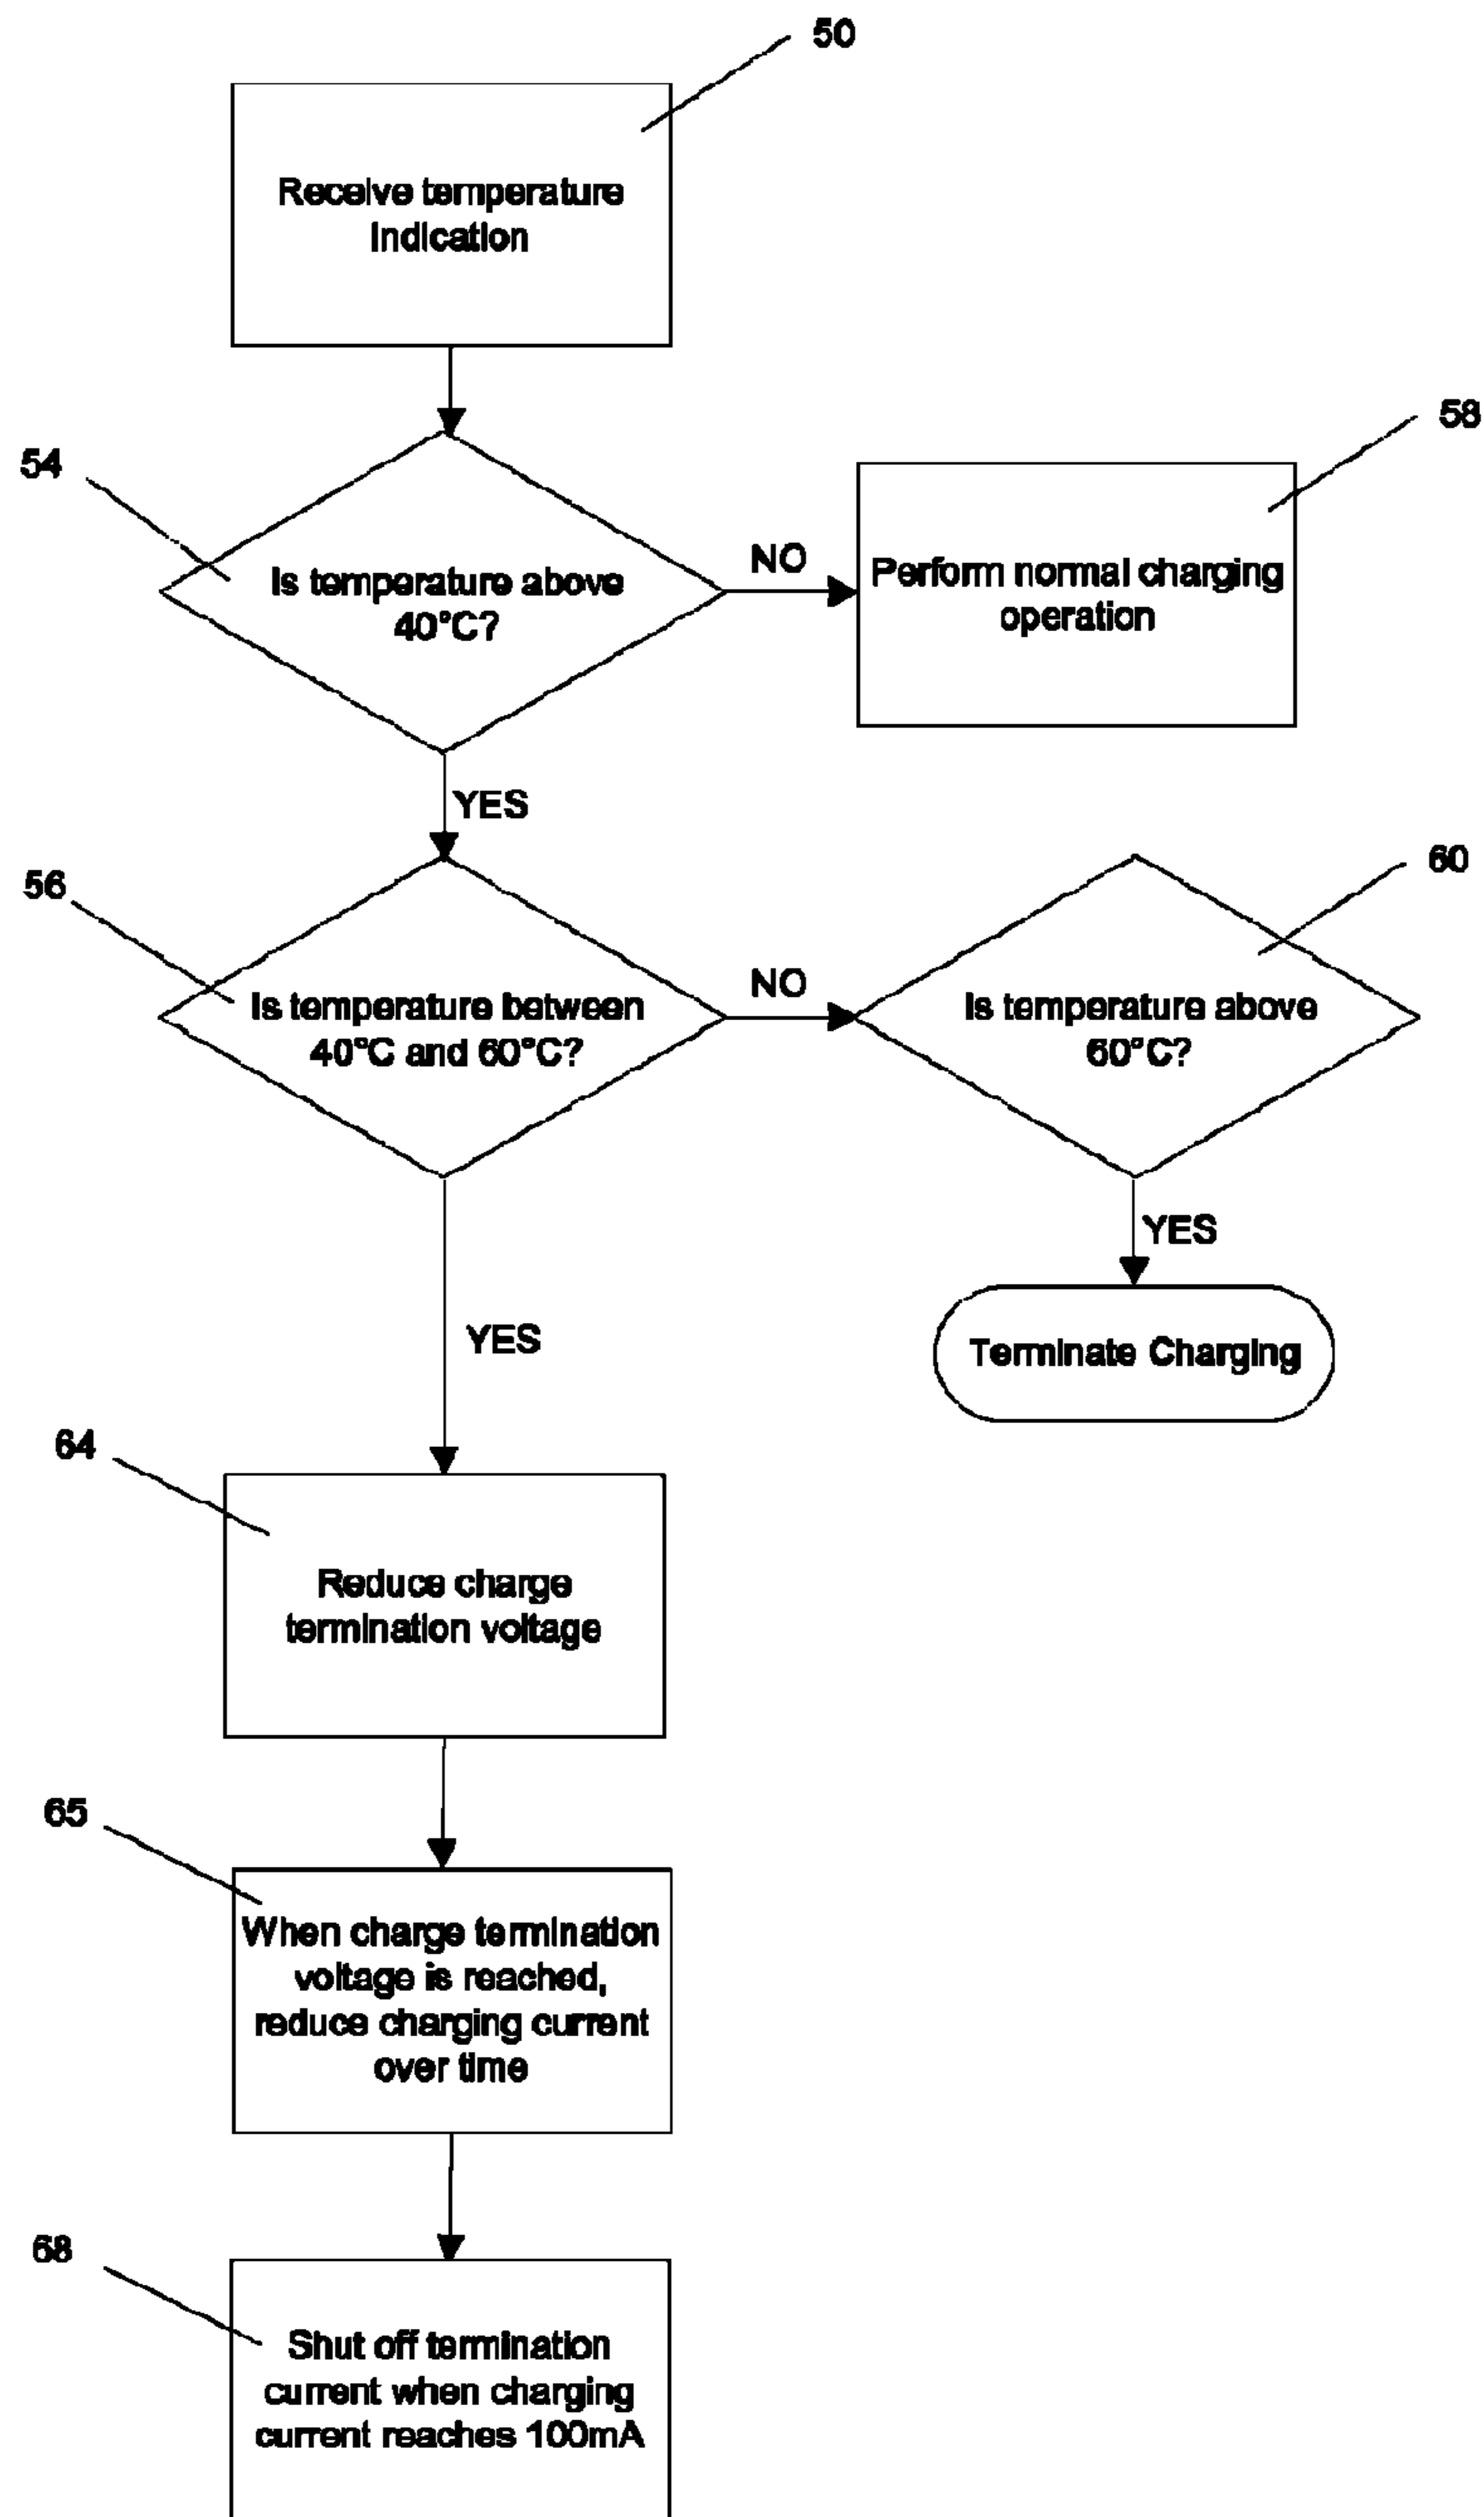 50
Receive temperature
indication
54
58
Is temperature above
40°C?
NO
Perform normal charging
operation
YES
56
60
Is temperature between
40°C and 60°C?
NO
Is temperature above
60°C?
YES
Terminate Charging
YES
64
Reduce charge
termination voltage
65
When charge termination
voltage is reached,
reduce charging current
over time
68
Shut off termination
current when charging
current reaches 100mA